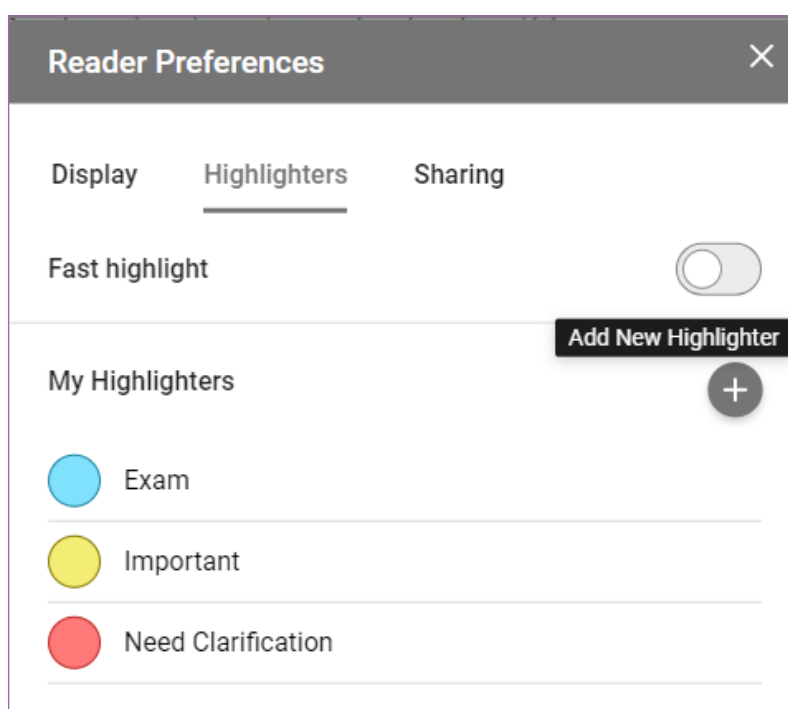 Reader Preferences
Display Highlighters Sharing
Fast highlight
Add New Highlighter
My Highlighters
Exam
Important
Need Clarification